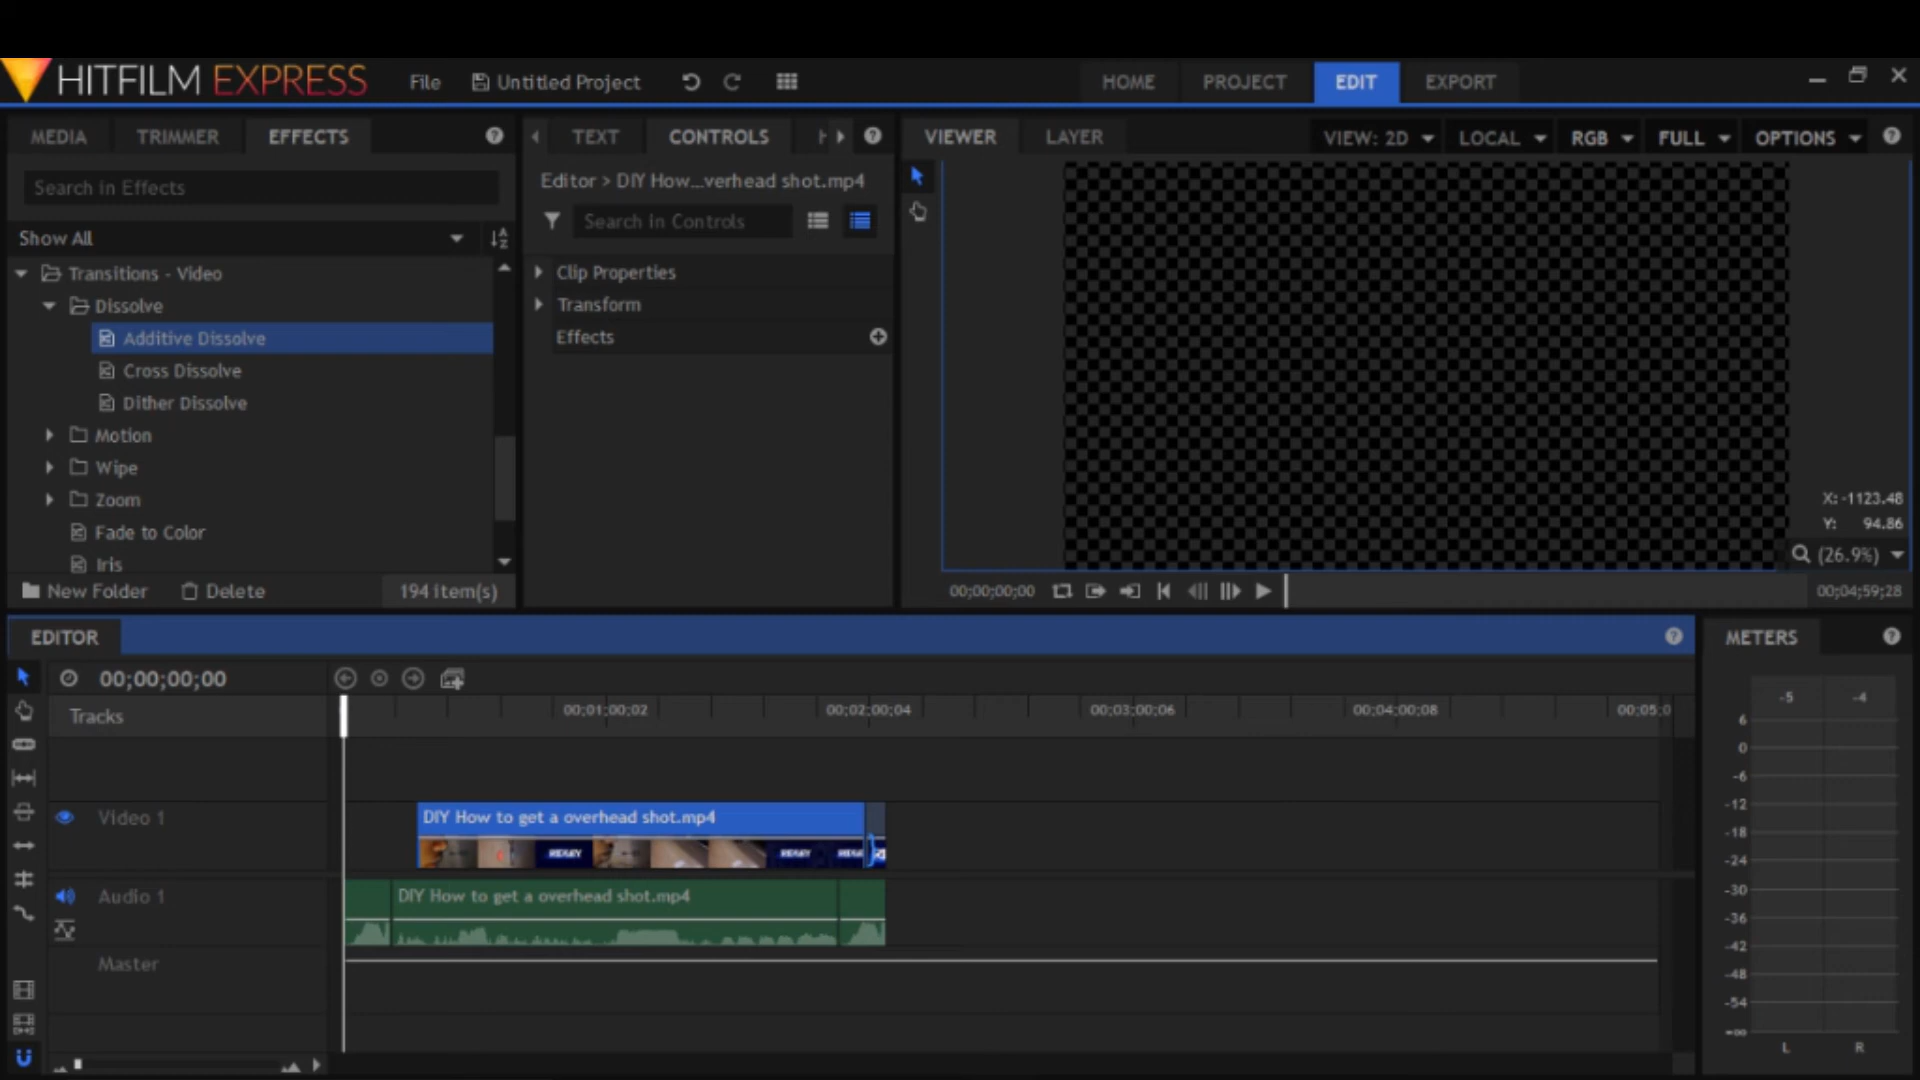 HITFILM EXPRESS
File
Untitled Project
HOME
PROJECT
EDIT
EXPORT
MEDIA
TRIMMER
EFFECTS
Search in Effects
Show All
Transitions - Video
Dissolve
Additive Dissolve
Cross Dissolve
Dither Dissolve
Motion
Wipe
Zoom
Fade to Color
Iris
New Folder
Delete
194 item(s)
TEXT
CONTROLS
Editor > DIY How...verhead shot.mp4
Search in Controls
Clip Properties
Transform
Effects
VIEWER
LAYER
VIEW: 2D
LOCAL
RGB
FULL
OPTIONS
X: -1123.48
Y: 94.86
(26.9%)
00;00;00;00
00;04;59;28
EDITOR
00;00;00;00
Tracks
00;01;00;02
00;02;00;04
00;03;00;06
00;04;00;08
00;05;0
Video 1
DIY How to get a overhead shot.mp4
Audio 1
DIY How to get a overhead shot.mp4
Master
METERS
-5 -4
6
0
-6
-12
-18
-24
-30
-36
-42
-48
-54
-∞
L R